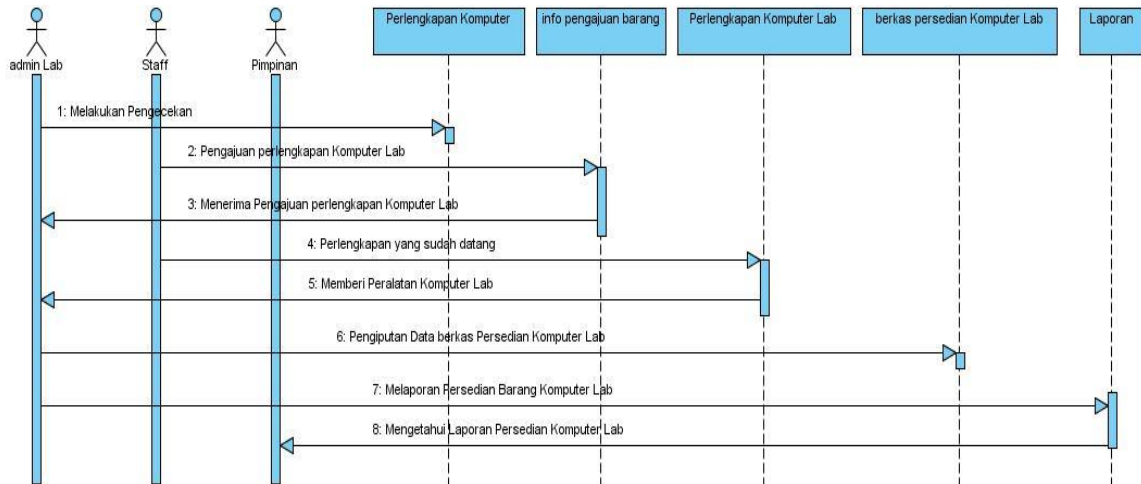 Perlengkapan Komputer
info pengajuan barang
Perlengkapan Komputer Lab
berkas persedian Komputer Lab
Laporan
admin Lab
Staff
Pimpinan
1: Melakukan Pengecekan
2: Pengajuan perlengkapan Komputer Lab
3: Menerima Pengajuan perlengkapan Komputer Lab
4: Perlengkapan yang sudah datang
5: Memberi Peralatan Komputer Lab
6: Pengiputan Data berkas Persedian Komputer Lab
7: Melaporan Persedian Barang Komputer Lab
8: Mengetahui Laporan Persedian Komputer Lab